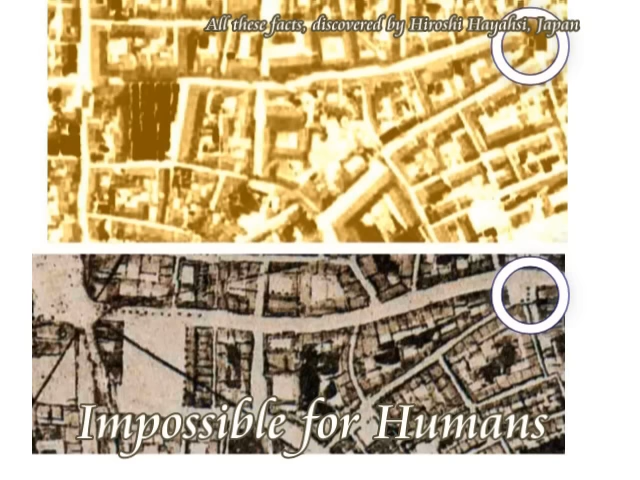 All these facts, discovered by Hiroshi Hayahsi, Japan
Impossible for Humans